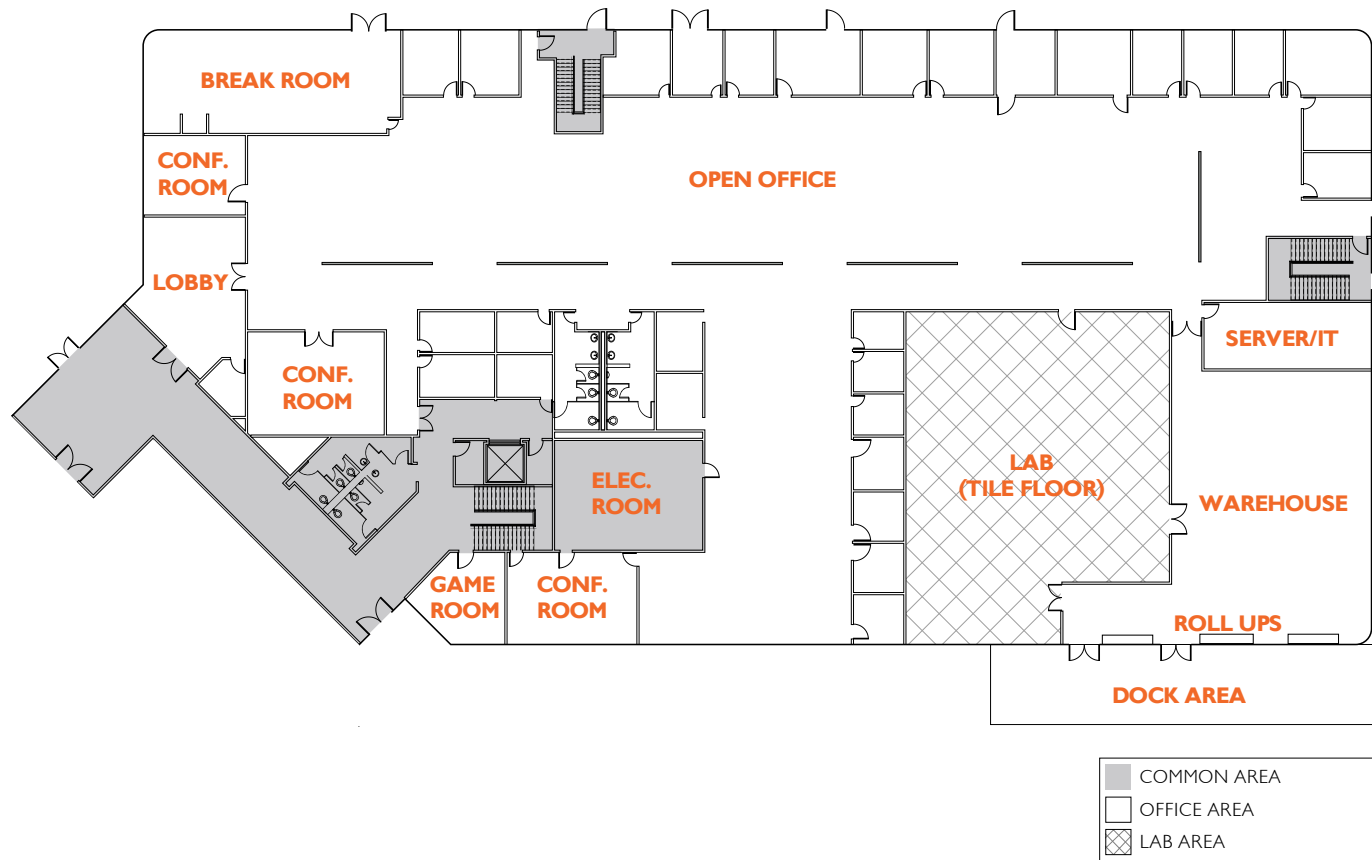 BREAK ROOM
CONF.
ROOM
OPEN OFFICE
LOBBY
SERVER/IT
CONF.
ROOM
LAB
(TILE FLOOR)
ELEC.
ROOM
WAREHOUSE
GAME
ROOM
CONF.
ROOM
ROLL UPS
DOCK AREA
COMMON AREA
OFFICE AREA
LAB AREA